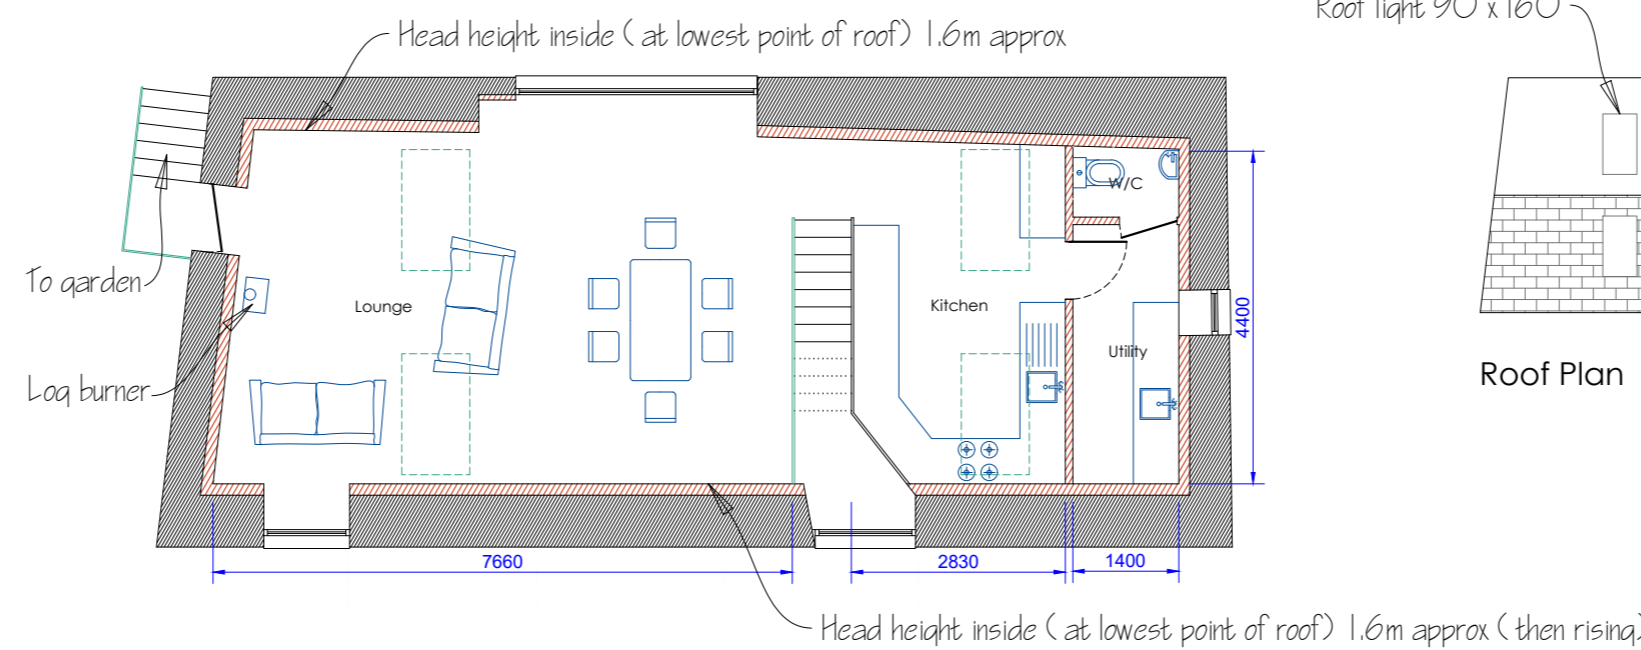 Head height inside ( at lowest point of roof) 1.6m approx
Roof light 90 x 160
W/C
To garden
Lounge
Kitchen
4400
Utility
Log burner
Roof Plan
7660
2830
1400
Head height inside ( at lowest point of roof) 1.6m approx ( then rising)